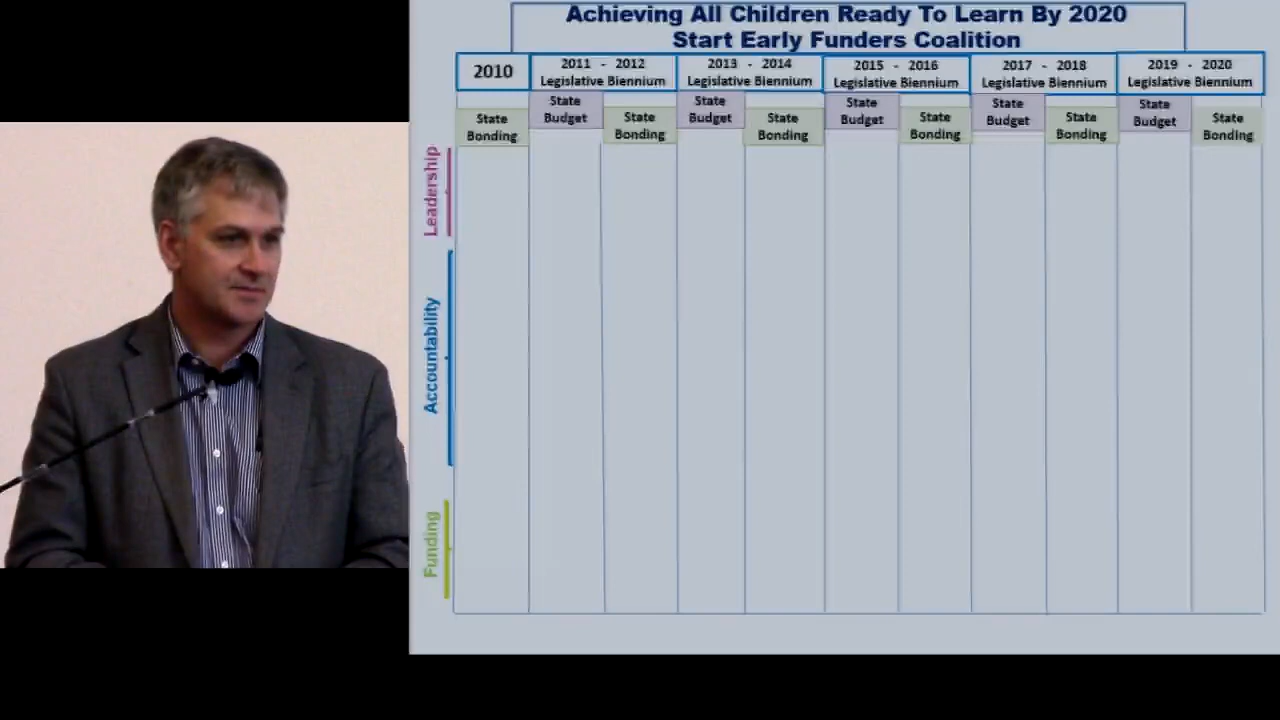 Achieving All Children Ready To Learn By 2020
Start Early Funders Coalition
2010
2011 - 2012
Legislative Biennium
2013 - 2014
Legislative Biennium
2015 - 2016
Legislative Biennium
2017 - 2018
Legislative Biennium
2019 - 2020
Legislative Biennium
State
Bonding
State
Budget
State
Bonding
State
Budget
State
Bonding
State
Budget
State
Bonding
State
Budget
State
Bonding
State
Budget
State
Bonding
Leadership
Accountability
Funding